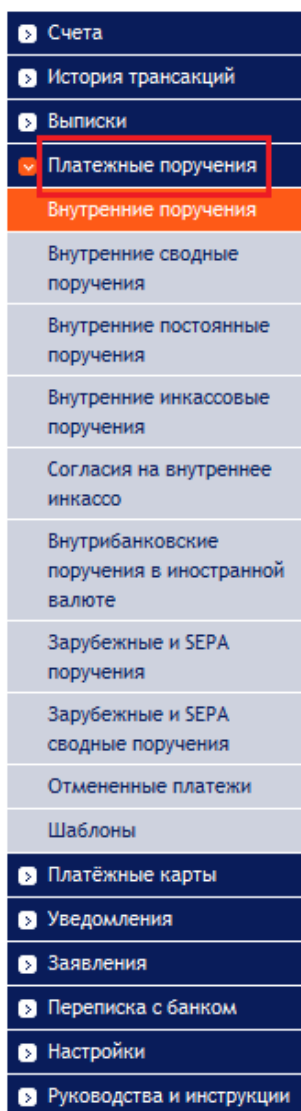 Счета
История трансакций
Выписки
Платежные поручения
Внутренние поручения
Внутренние сводные
поручения
Внутренние постоянные
поручения
Внутренние инкассовые
поручения
Согласия на внутреннее
инкассо
Внутрибанковские
поручения в иностранной
валюте
Зарубежные и SEPA
поручения
Зарубежные и SEPA
сводные поручения
Отмененные платежи
Шаблоны
Платёжные карты
Уведомления
Заявления
Переписка с банком
Настройки
Руководства и инструкции